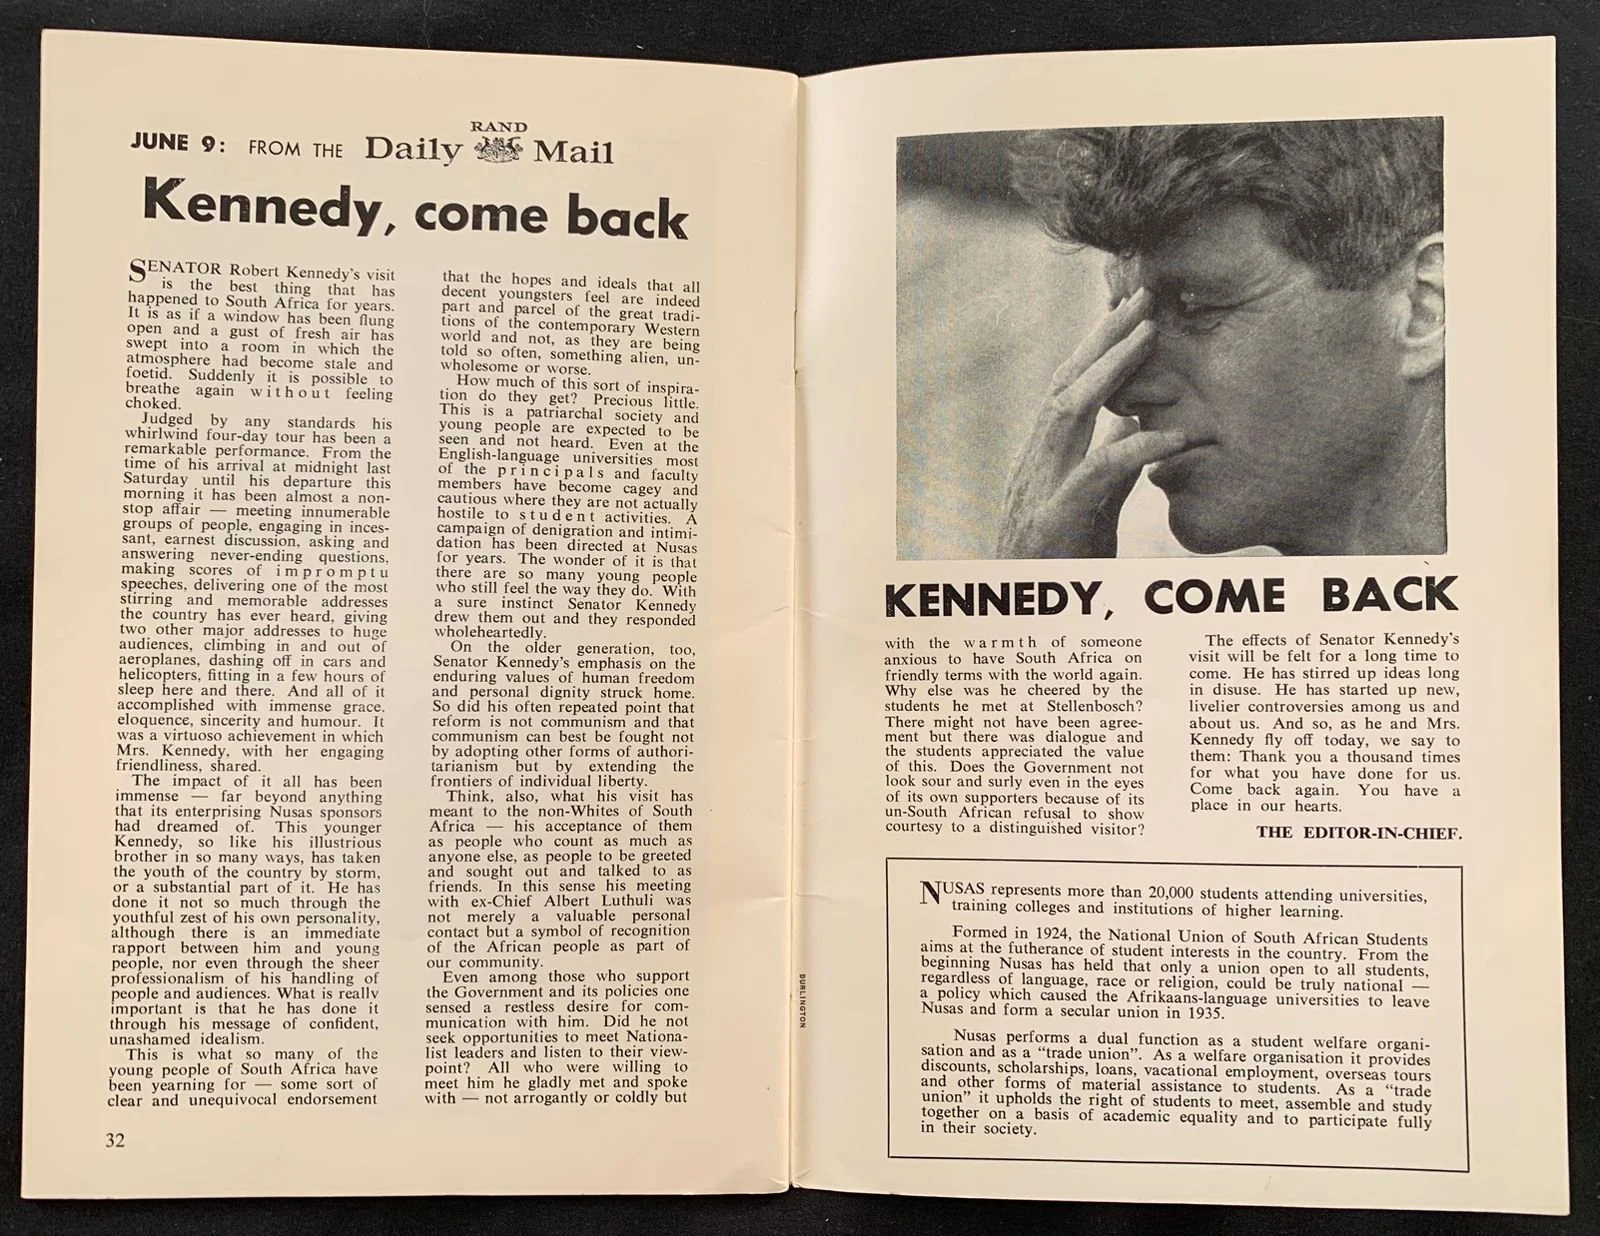 JUNE 9: FROM THE Daily RAND Mail
Kennedy, come back
SENATOR Robert Kennedy's visit
is the best thing that has
happened to South Africa for years.
It is as if a window has been flung
open and a gust of fresh air has
swept into a room in which the
atmosphere had become stale and
foetid. Suddenly it is possible to
breathe again without feeling
choked.
Judged by any standards his
whirlwind four-day tour has been a
remarkable performance. From the
time of his arrival at midnight last
Saturday until his departure this
morning it has been almost a non-
stop affair — meeting innumerable
groups of people, engaging in inces-
sant, earnest discussion, asking and
answering never-ending questions,
making scores of impromptu
speeches, delivering one of the most
stirring and memorable addresses
the country has ever heard, giving
two other major addresses to huge
audiences, climbing in and out of
aeroplanes, dashing off in cars and
helicopters, fitting in a few hours of
sleep here and there. And all of it
accomplished with immense grace,
eloquence, sincerity and humour. It
was a virtuoso achievement in which
Mrs. Kennedy, with her engaging
friendliness, shared.
The impact of it all has been
immense — far beyond anything
that its enterprising Nusas sponsors
had dreamed of. This younger
Kennedy, so like his illustrious
brother in so many ways, has taken
the youth of the country by storm,
or a substantial part of it. He has
done it not so much through the
youthful zest of his own personality,
although there is an immediate
rapport between him and young
people, nor even through the sheer
professionalism of his handling of
people and audiences. What is really
important is that he has done it
through his message of confident,
unashamed idealism.
This is what so many of the
young people of South Africa have
been yearning for — some sort of
clear and unequivocal endorsement
that the hopes and ideals that all
decent youngsters feel are indeed
part and parcel of the great tradi-
tions of the contemporary Western
world and not, as they are being
told so often, something alien, un-
wholesome or worse.
How much of this sort of inspira-
tion do they get? Precious little.
This is a patriarchal society and
young people are expected to be
seen and not heard. Even at the
English-language universities most
of the principals and faculty
members have become cagey and
cautious where they are not actually
hostile to student activities. A
campaign of denigration and intimi-
dation has been directed at Nusas
for years. The wonder of it is that
there are so many young people
who still feel the way they do. With
a sure instinct Senator Kennedy
drew them out and they responded
wholeheartedly.
On the older generation, too,
Senator Kennedy's emphasis on the
enduring values of human freedom
and personal dignity struck home.
So did his often repeated point that
reform is not communism and that
communism can best be fought not
by adopting other forms of authori-
tarianism but by extending the
frontiers of individual liberty.
Think, also, what his visit has
meant to the non-Whites of South
Africa — his acceptance of them
as people who count as much as
anyone else, as people to be greeted
and sought out and talked to as
friends. In this sense his meeting
with ex-Chief Albert Luthuli was
not merely a valuable personal
contact but a symbol of recognition
of the African people as part of
our community.
Even among those who support
the Government and its policies one
sensed a restless desire for com-
munication with him. Did he not
seek opportunities to meet Nationa-
list leaders and listen to their view-
point? All who were willing to
meet him he gladly met and spoke
with — not arrogantly or coldly but
32
BURLINGTON
KENNEDY, COME BACK
with the warmth of someone
anxious to have South Africa on
friendly terms with the world again.
Why else was he cheered by the
students he met at Stellenbosch?
There might not have been agree-
ment but there was dialogue and
the students appreciated the value
of this. Does the Government not
look sour and surly even in the eyes
of its own supporters because of its
un-South African refusal to show
courtesy to a distinguished visitor?
The effects of Senator Kennedy's
visit will be felt for a long time to
come. He has stirred up ideas long
in disuse. He has started up new,
livelier controversies among us and
about us. And so, as he and Mrs.
Kennedy fly off today, we say to
them: Thank you a thousand times
for what you have done for us.
Come back again. You have a
place in our hearts.
THE EDITOR-IN-CHIEF.
NUSAS represents more than 20,000 students attending universities,
training colleges and institutions of higher learning.
Formed in 1924, the National Union of South African Students
aims at the futherance of student interests in the country. From the
beginning Nusas has held that only a union open to all students,
regardless of language, race or religion, could be truly national —
a policy which caused the Afrikaans-language universities to leave
Nusas and form a secular union in 1935.
Nusas performs a dual function as a student welfare organi-
sation and as a "trade union". As a welfare organisation it provides
discounts, scholarships, loans, vacational employment, overseas tours
and other forms of material assistance to students. As a "trade
union" it upholds the right of students to meet, assemble and study
together on a basis of academic equality and to participate fully
in their society.